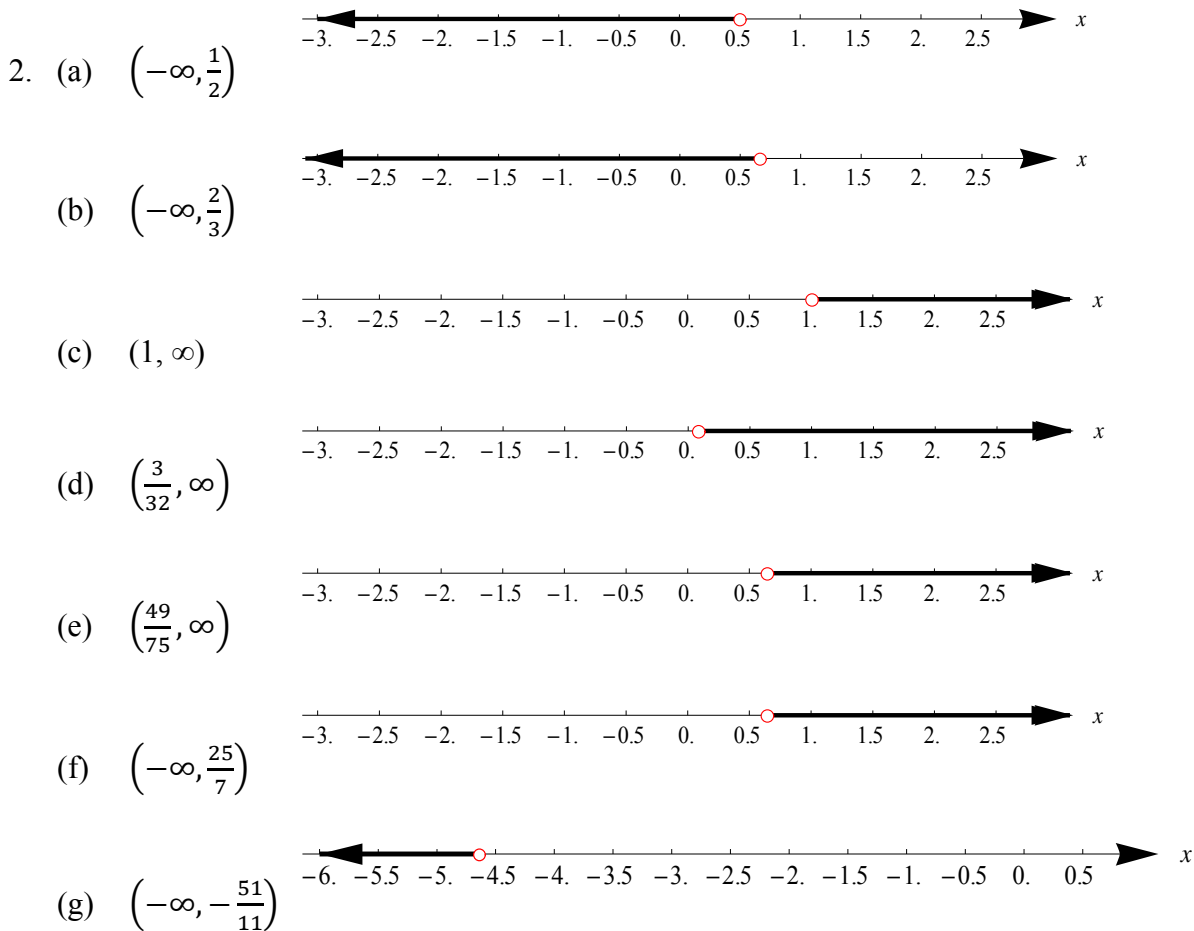 −3. −2.5 −2. −1.5 −1. −0.5 0. 0.5 1. 1.5 2. 2.5 x
2. (a) (−∞, 1/2)
−3. −2.5 −2. −1.5 −1. −0.5 0. 0.5 1. 1.5 2. 2.5 x
(b) (−∞, 2/3)
−3. −2.5 −2. −1.5 −1. −0.5 0. 0.5 1. 1.5 2. 2.5 x
(c) (1, ∞)
−3. −2.5 −2. −1.5 −1. −0.5 0. 0.5 1. 1.5 2. 2.5 x
(d) (3/32, ∞)
−3. −2.5 −2. −1.5 −1. −0.5 0. 0.5 1. 1.5 2. 2.5 x
(e) (49/75, ∞)
−3. −2.5 −2. −1.5 −1. −0.5 0. 0.5 1. 1.5 2. 2.5 x
(f) (−∞, 25/7)
−6. −5.5 −5. −4.5 −4. −3.5 −3. −2.5 −2. −1.5 −1. −0.5 0. 0.5 x
(g) (−∞, − 51/11)